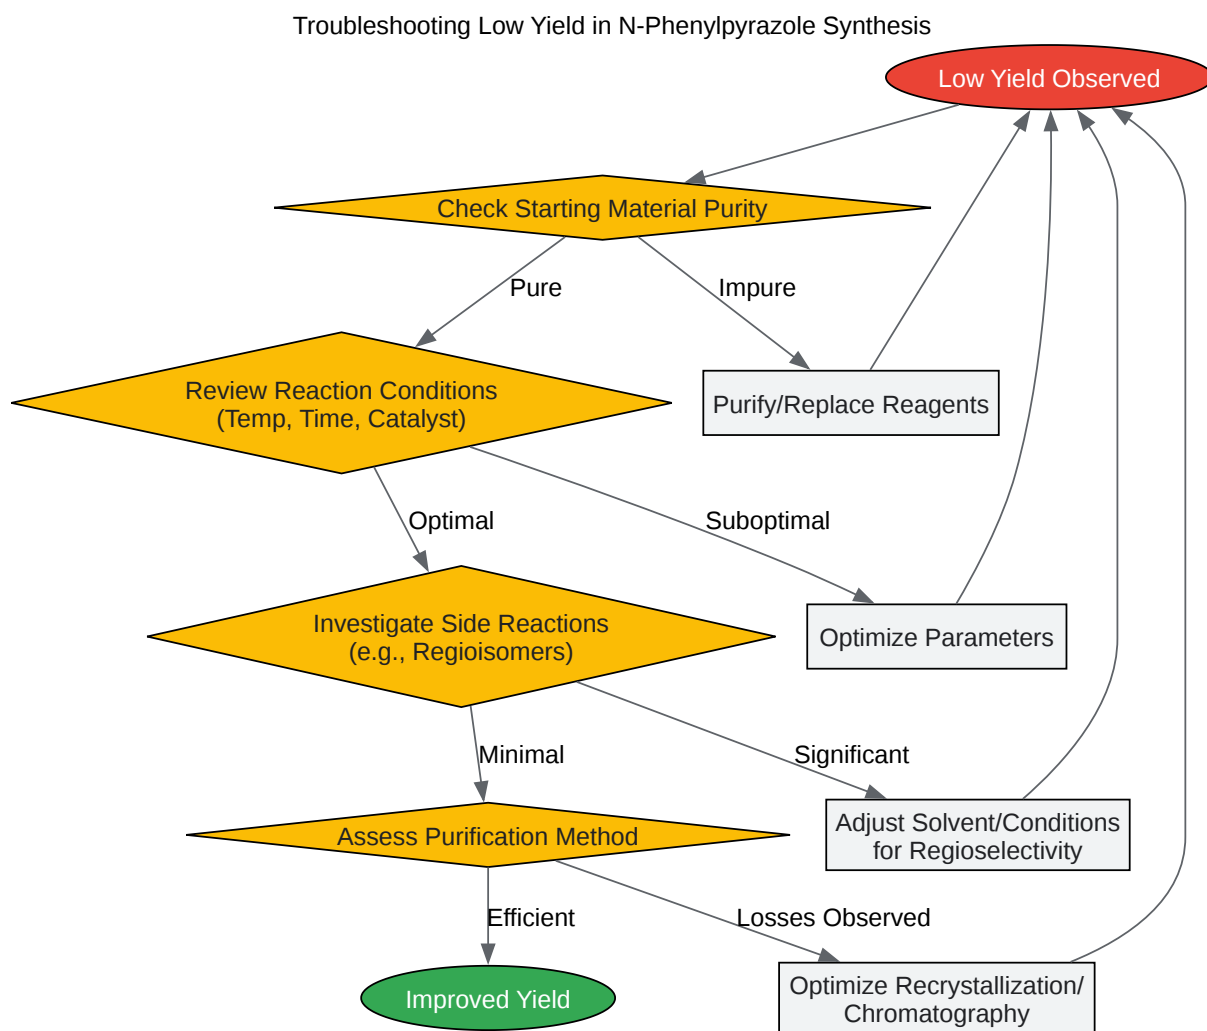 Troubleshooting Low Yield in N-Phenylpyrazole Synthesis
Low Yield Observed
Check Starting Material Purity
Pure
Impure
Review Reaction Conditions
(Temp, Time, Catalyst)
Purify/Replace Reagents
Optimal
Suboptimal
Investigate Side Reactions
(e.g., Regioisomers)
Optimize Parameters
Minimal
Significant
Assess Purification Method
Adjust Solvent/Conditions
for Regioselectivity
Efficient
Losses Observed
Improved Yield
Optimize Recrystallization/
Chromatography